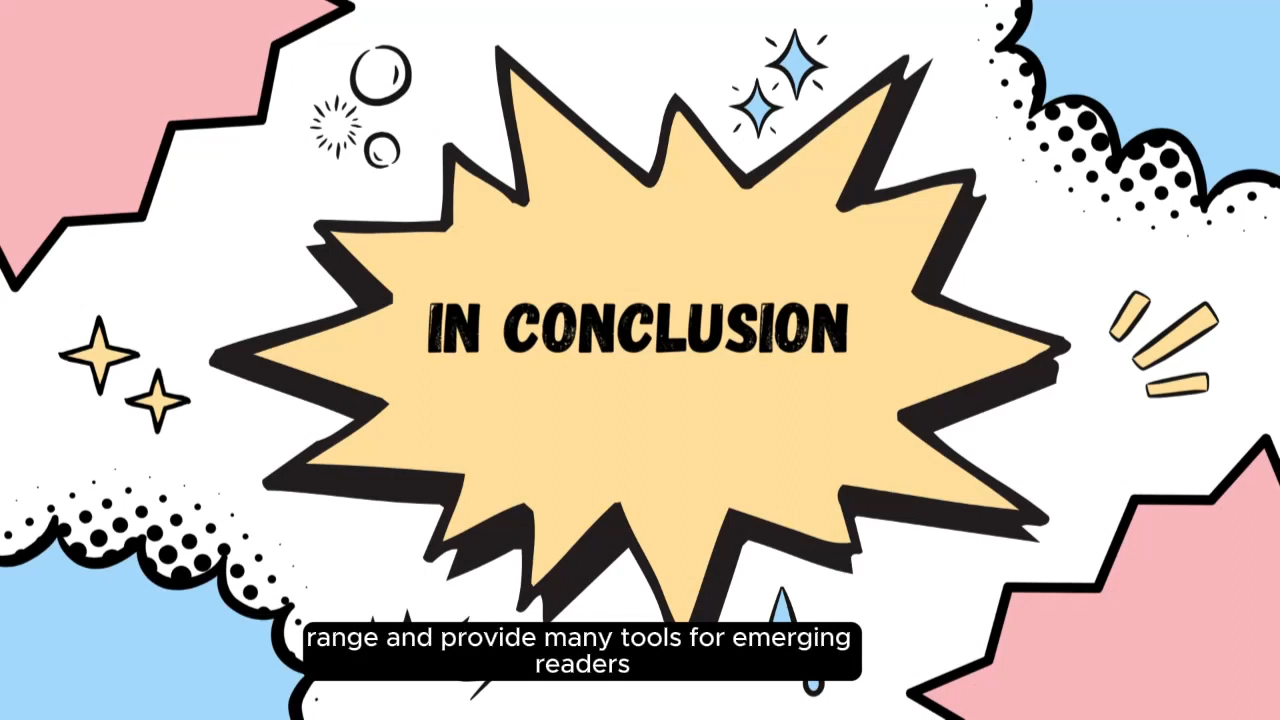 IN CONCLUSION
range and provide many tools for emerging
readers